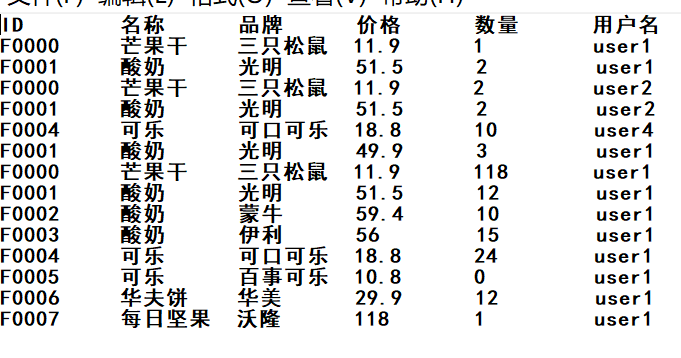 文件(F) 编辑(E) 格式(O) 查看(V) 帮助(H)
ID 名称 品牌 价格 数量 用户名
F0000 芒果干 三只松鼠 11.9 1 user1
F0001 酸奶 光明 51.5 2 user1
F0000 芒果干 三只松鼠 11.9 2 user2
F0001 酸奶 光明 51.5 2 user2
F0004 可乐 可口可乐 18.8 10 user4
F0001 酸奶 光明 49.9 3 user1
F0000 芒果干 三只松鼠 11.9 118 user1
F0001 酸奶 光明 51.5 12 user1
F0002 酸奶 蒙牛 59.4 10 user1
F0003 酸奶 伊利 56 15 user1
F0004 可乐 可口可乐 18.8 24 user1
F0005 可乐 百事可乐 10.8 0 user1
F0006 华夫饼 华美 29.9 12 user1
F0007 每日坚果 沃隆 118 1 user1